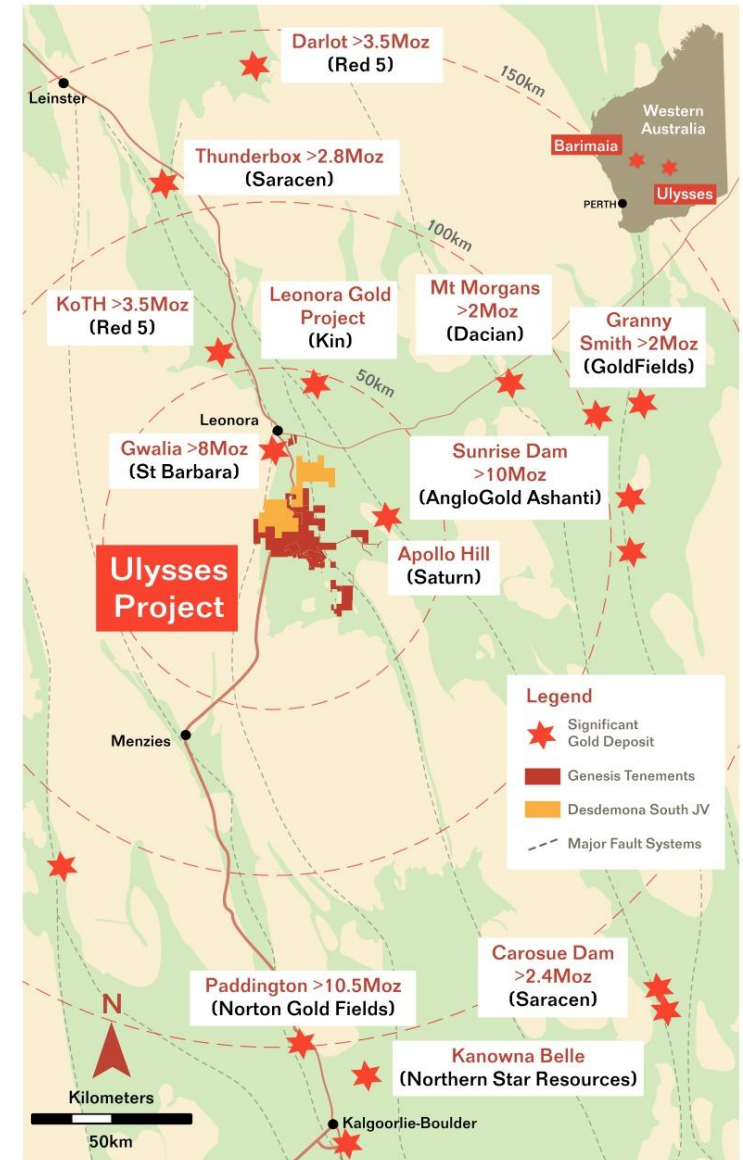 Darlot >3.5Moz
(Red 5)
150km
Leinster
Western
Australia
Barimaia
Ulysses
PERTH
Thunderbox >2.8Moz
(Saracen)
100km
KoTH >3.5Moz
(Red 5)
Leonora Gold
Project
(Kin)
Mt Morgans
>2Moz
(Dacian)
Granny
Smith >2Moz
(GoldFields)
50km
Leonora
Gwalia >8Moz
(St Barbara)
Sunrise Dam
>10Moz
(AngloGold Ashanti)
Apollo Hill
(Saturn)
Ulysses
Project
Legend
Significant
Gold Deposit
Genesis Tenements
Desdemona South JV
Major Fault Systems
Menzies
Carosue Dam
>2.4Moz
(Saracen)
Paddington >10.5Moz
(Norton Gold Fields)
N
Kanowna Belle
(Northern Star Resources)
Kilometers
50km
Kalgoorlie-Boulder